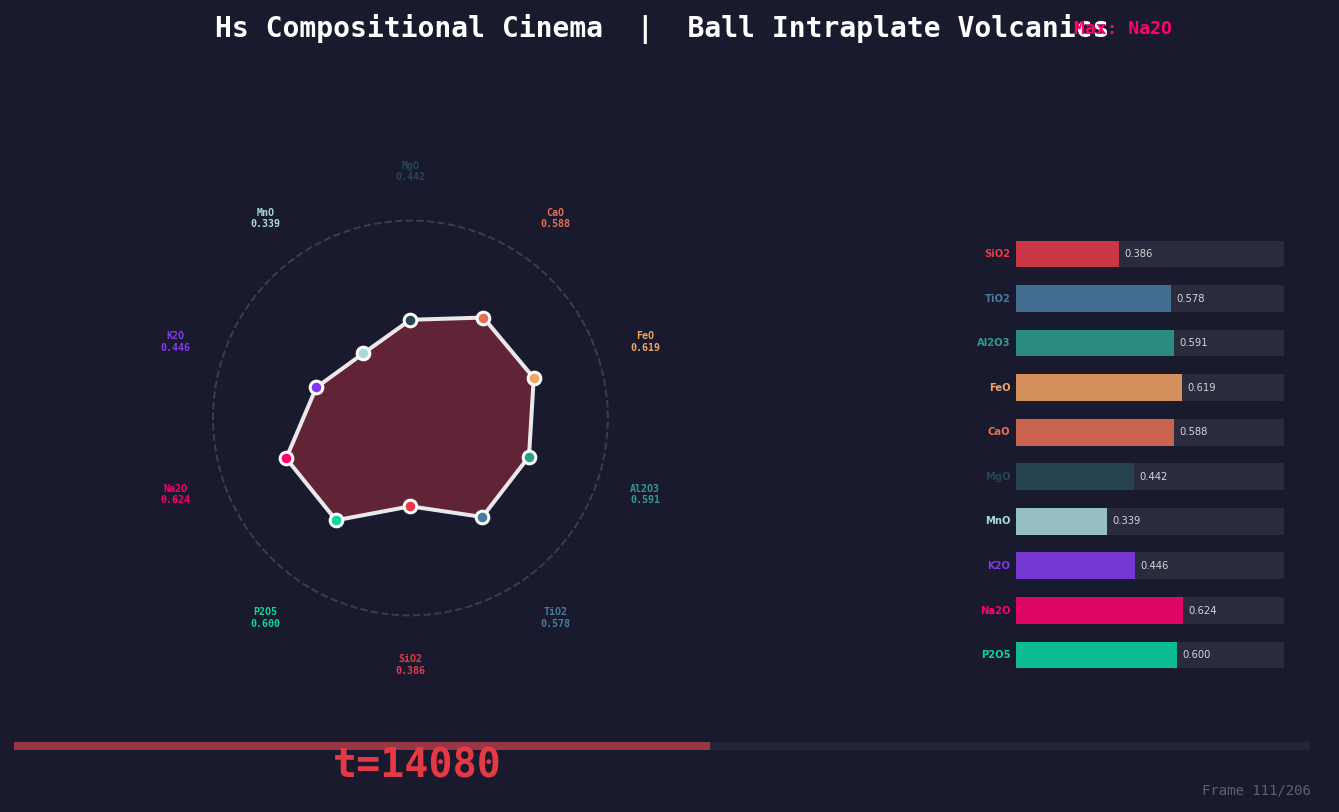 Hs Compositional Cinema | Ball Intraplate Volcanics
Max: Na2O
MgO
0.442
MnO
0.339
CaO
0.588
K2O
0.446
FeO
0.619
Na2O
0.624
Al2O3
0.591
P2O5
0.600
TiO2
0.578
SiO2
0.386
SiO2 0.386
TiO2 0.578
Al2O3 0.591
FeO 0.619
CaO 0.588
MgO 0.442
MnO 0.339
K2O 0.446
Na2O 0.624
P2O5 0.600
t=14080
Frame 111/206